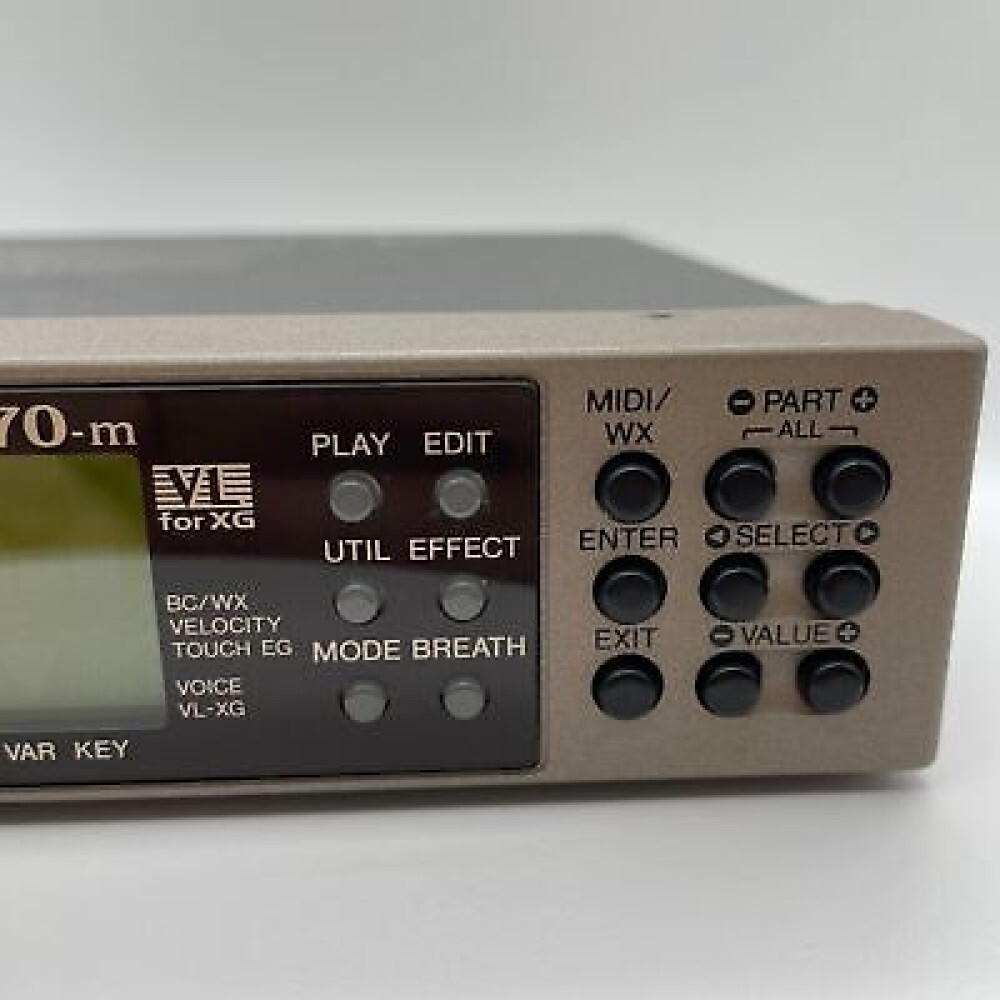 70-m
VL
for XG
BC/WX
VELOCITY
TOUCH EG
VOICE
VL-XG
VAR KEY
PLAY EDIT
UTIL EFFECT
MODE BREATH
MIDI/
WX
PART
ALL
ENTER
SELECT
EXIT
VALUE